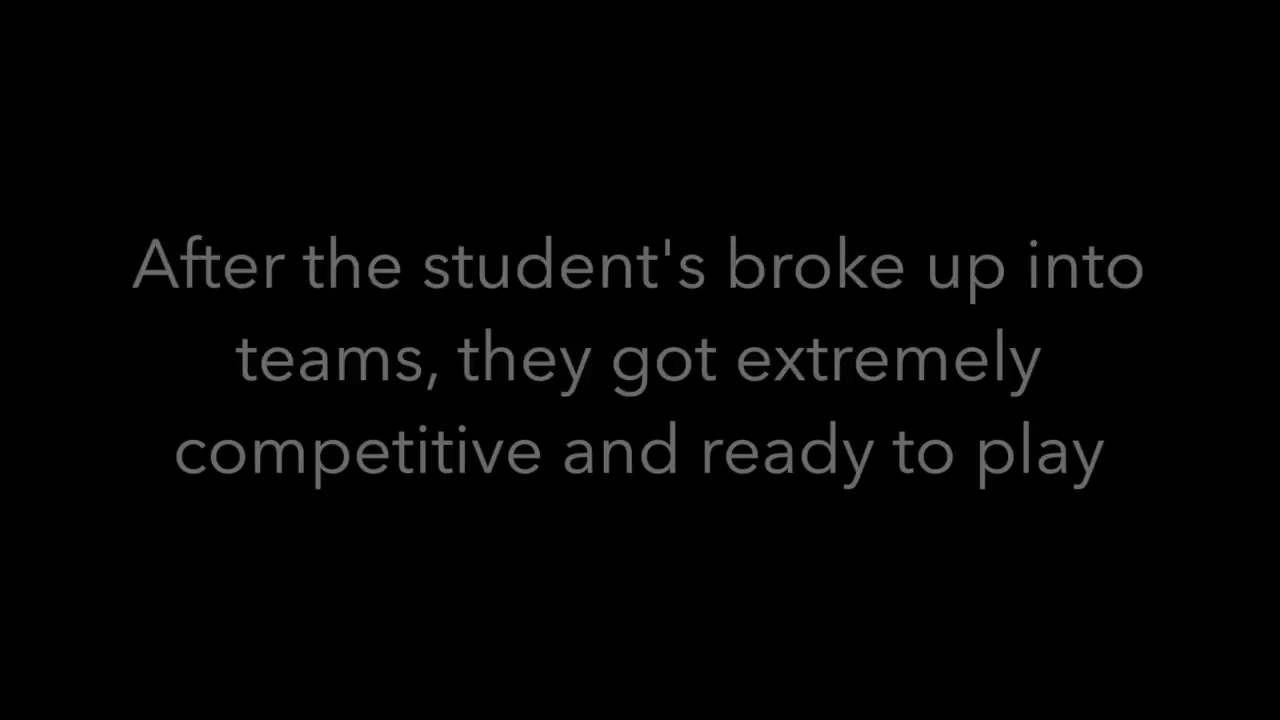 After the student's broke up into
teams, they got extremely
competitive and ready to play